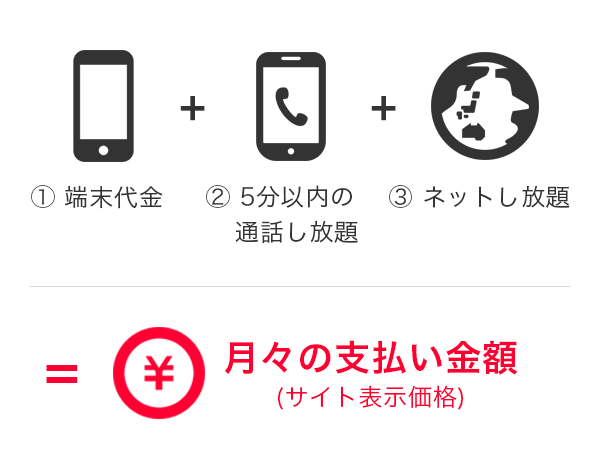 ① 端末代金
② 5分以内の
通話し放題
③ ネットし放題
+
+
=
¥
月々の支払い金額
(サイト表示価格)